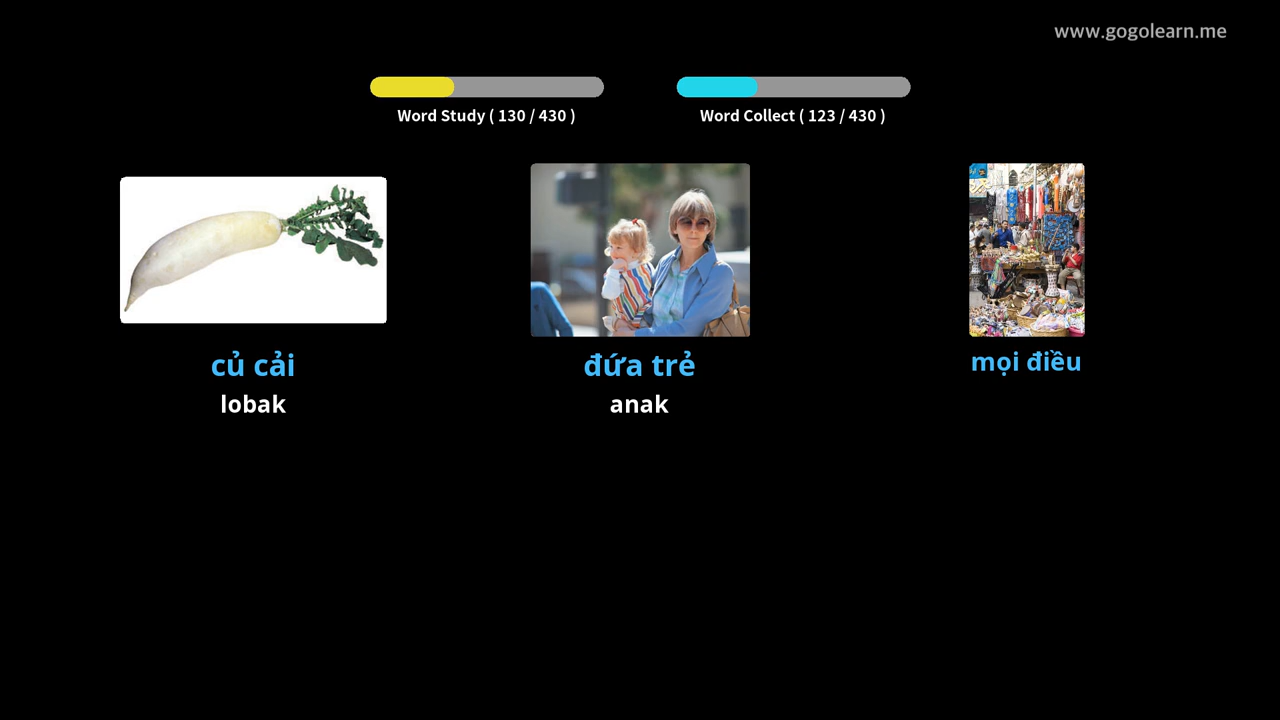 www.gogolearn.me
Word Study ( 130 / 430 )
Word Collect ( 123 / 430 )
củ cải
lobak
đứa trẻ
anak
mọi điều